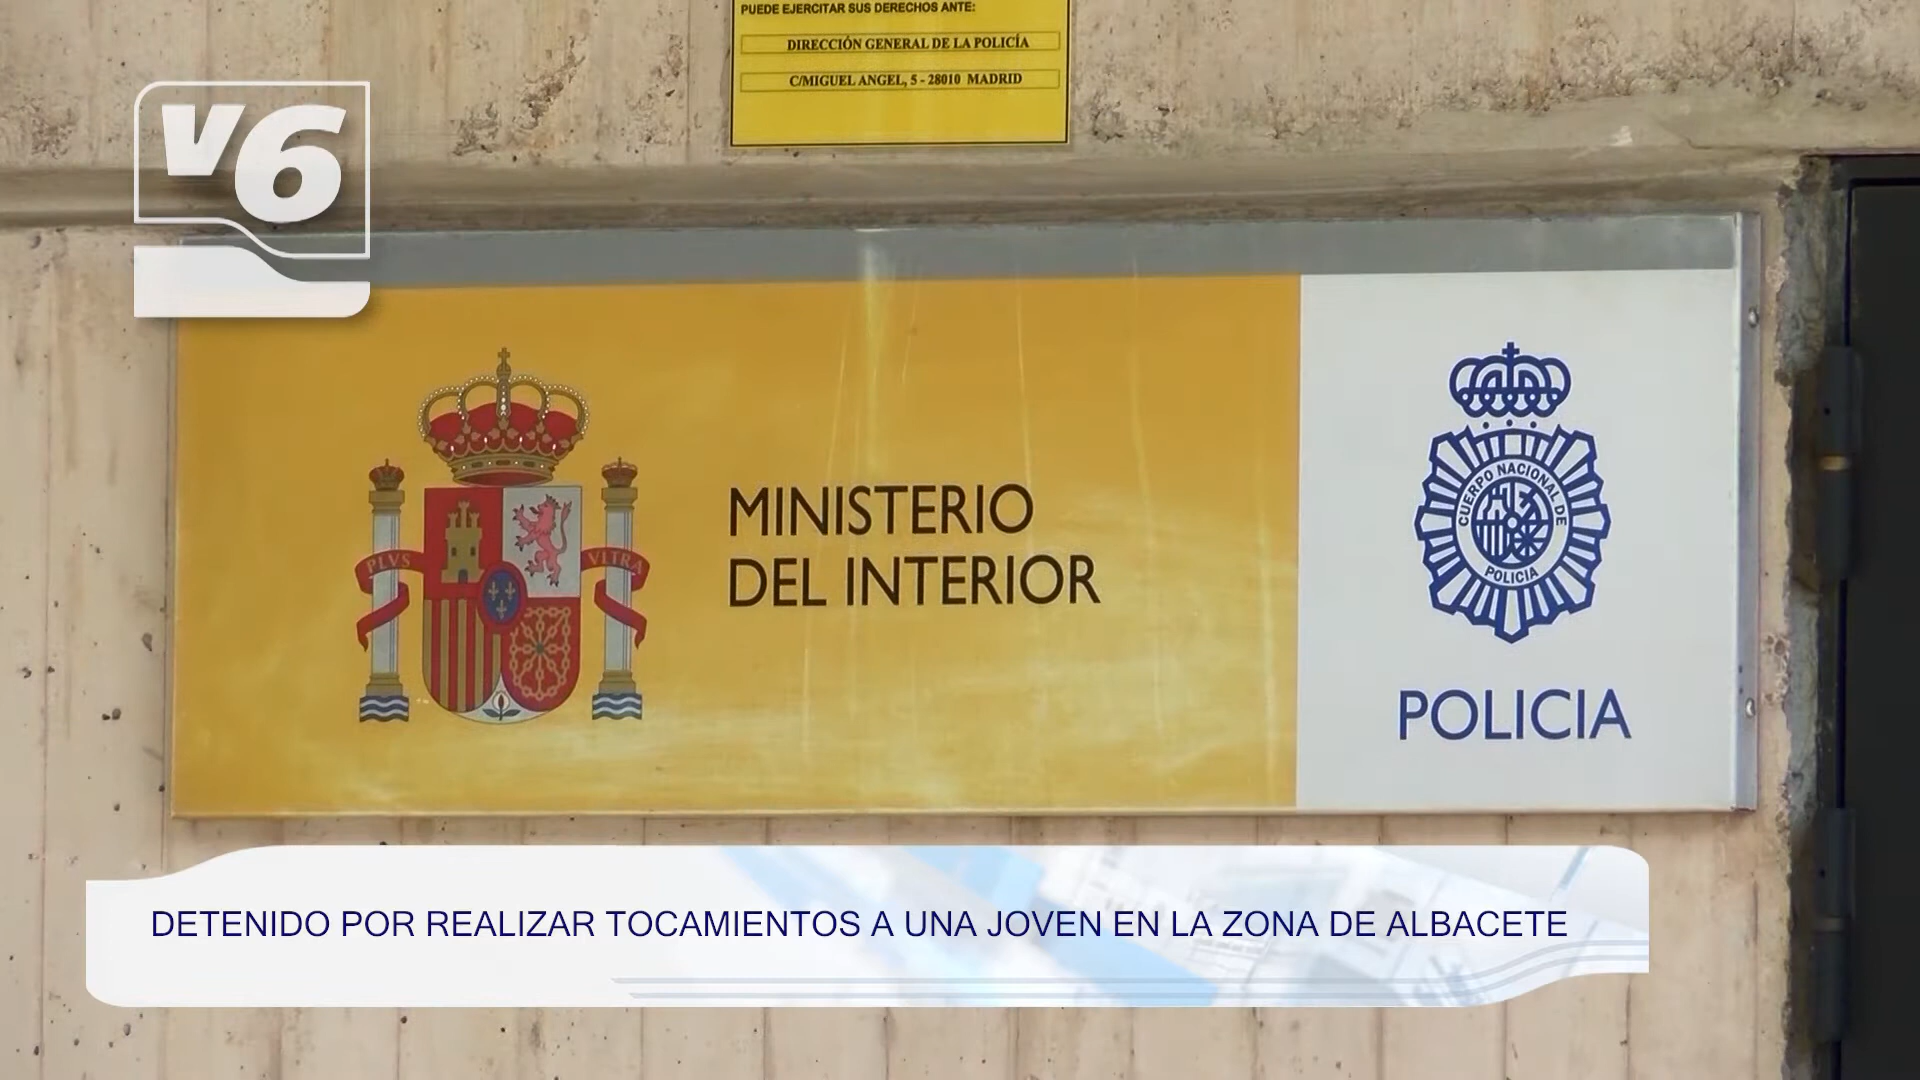 PUEDE EJERCITAR SUS DERECHOS ANTE:
DIRECCIÓN GENERAL DE LA POLICÍA
C/MIGUEL ANGEL, 5 - 28010 MADRID
V6
PLVS
VLTRA
MINISTERIO
DEL INTERIOR
CUERPO NACIONAL DE
POLICIA
POLICIA
DETENIDO POR REALIZAR TOCAMIENTOS A UNA JOVEN EN LA ZONA DE ALBACETE